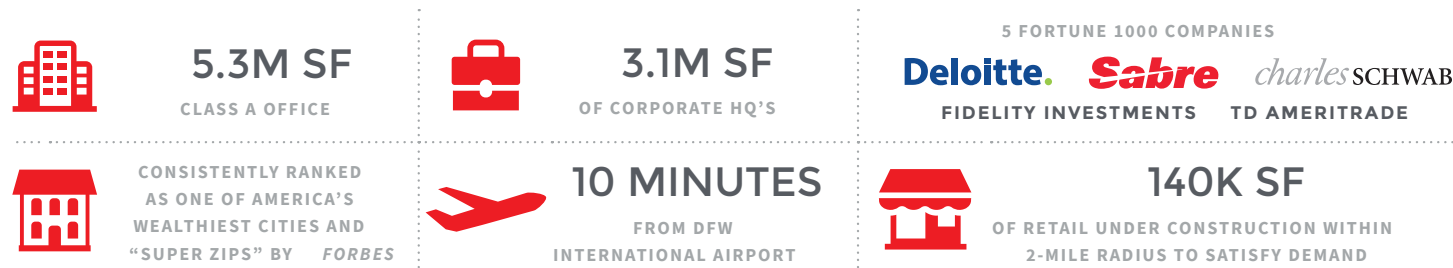 5.3M SF
CLASS A OFFICE
3.1M SF
OF CORPORATE HQ'S
5 FORTUNE 1000 COMPANIES
Deloitte. Sabre charles SCHWAB
FIDELITY INVESTMENTS TD AMERITRADE
CONSISTENTLY RANKED
AS ONE OF AMERICA'S
WEALTHIEST CITIES AND
“SUPER ZIPS” BY FORBES
10 MINUTES
FROM DFW
INTERNATIONAL AIRPORT
140K SF
OF RETAIL UNDER CONSTRUCTION WITHIN
2-MILE RADIUS TO SATISFY DEMAND